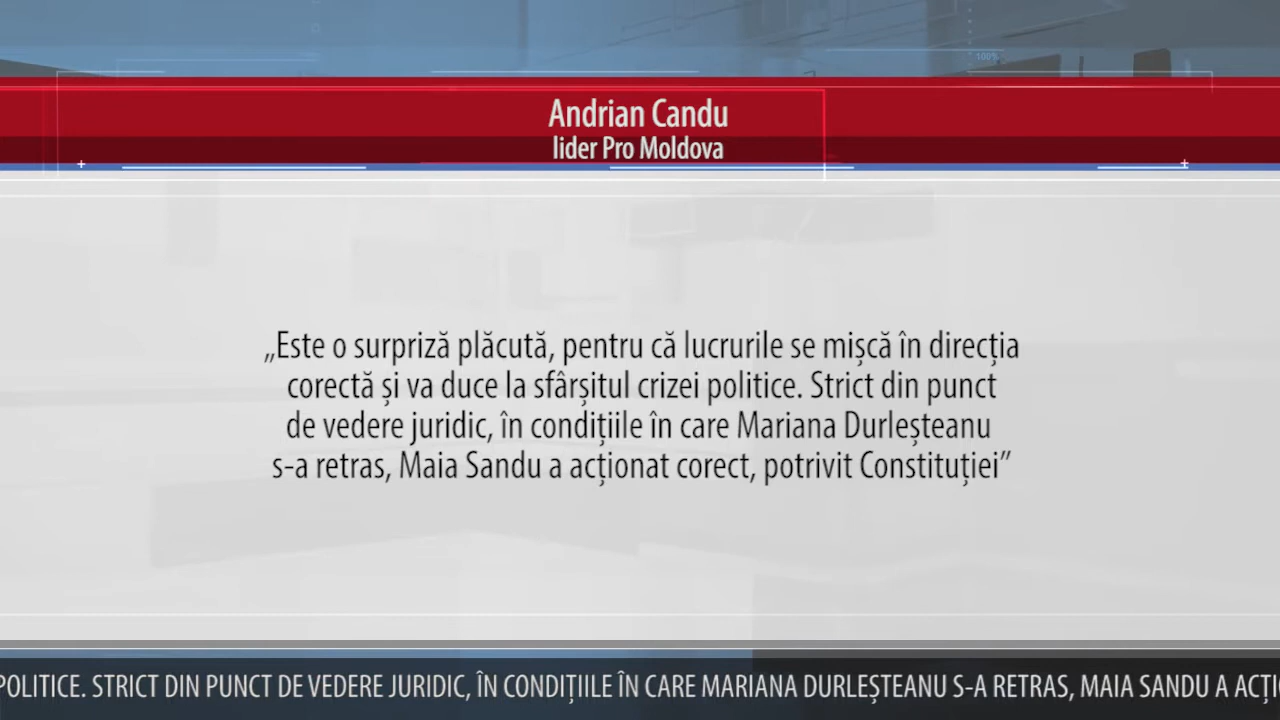 100%
Andrian Candu
lider Pro Moldova
„Este o surpriză plăcută, pentru că lucrurile se mișcă în direcția
corectă și va duce la sfârșitul crizei politice. Strict din punct
de vedere juridic, în condițiile în care Mariana Durleșteanu
s-a retras, Maia Sandu a acționat corect, potrivit Constituției”
POLITICE. STRICT DIN PUNCT DE VEDERE JURIDIC, ÎN CONDIȚIILE ÎN CARE MARIANA DURLEȘTEANU S-A RETRAS, MAIA SANDU A ACȚI